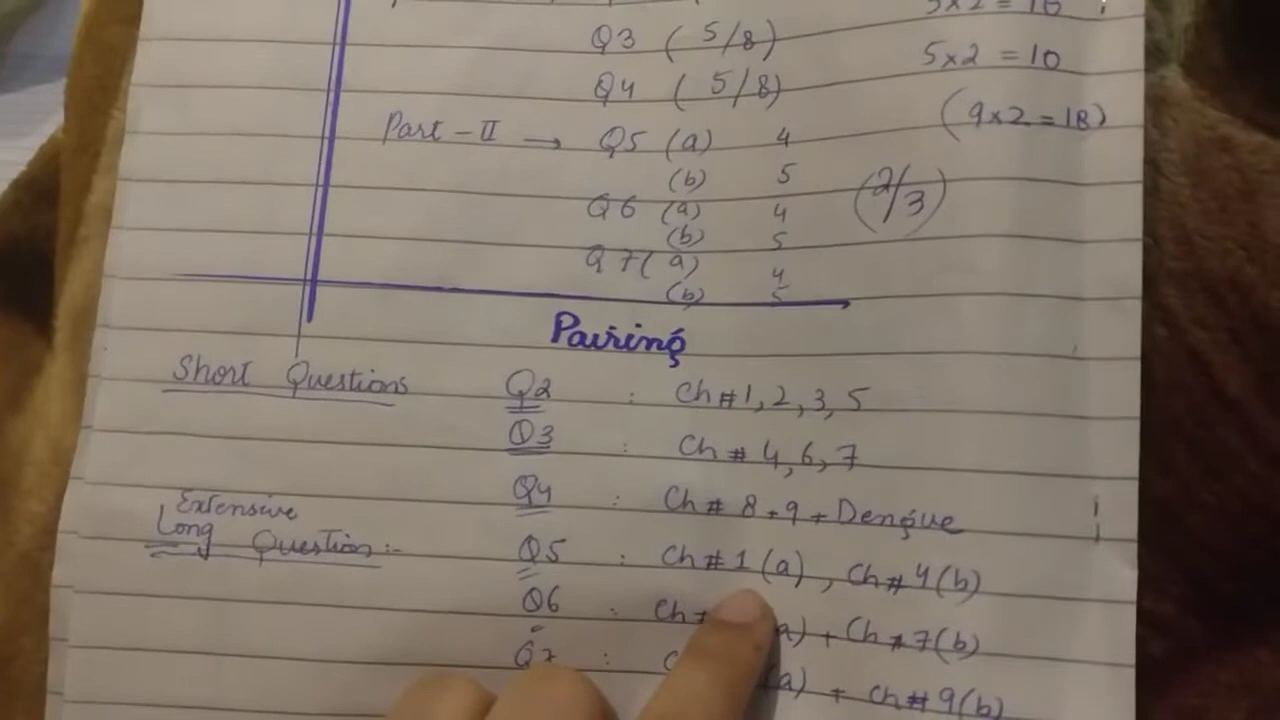 5x2 = 10
Q3 ( 5/8)
5x2 = 10
Q4 ( 5/8)
(9x2=18)
Part-II → Q5 (a) 4
(b) 5
(2/3)
Q6 (a) 4
(b) 5
Q7(a) 4
(b) 5
Pairing
Short Questions Q2 : Ch#1,2,3,5
Q3 : Ch # 4,6,7
Q4 : Ch # 8+9+Dengue
Extensive
Long Question:- Q5 : Ch#1(a), Ch#4(b)
Q6 : Ch # a) + Ch#7(b)
Q7 : (a) + Ch#9(b)